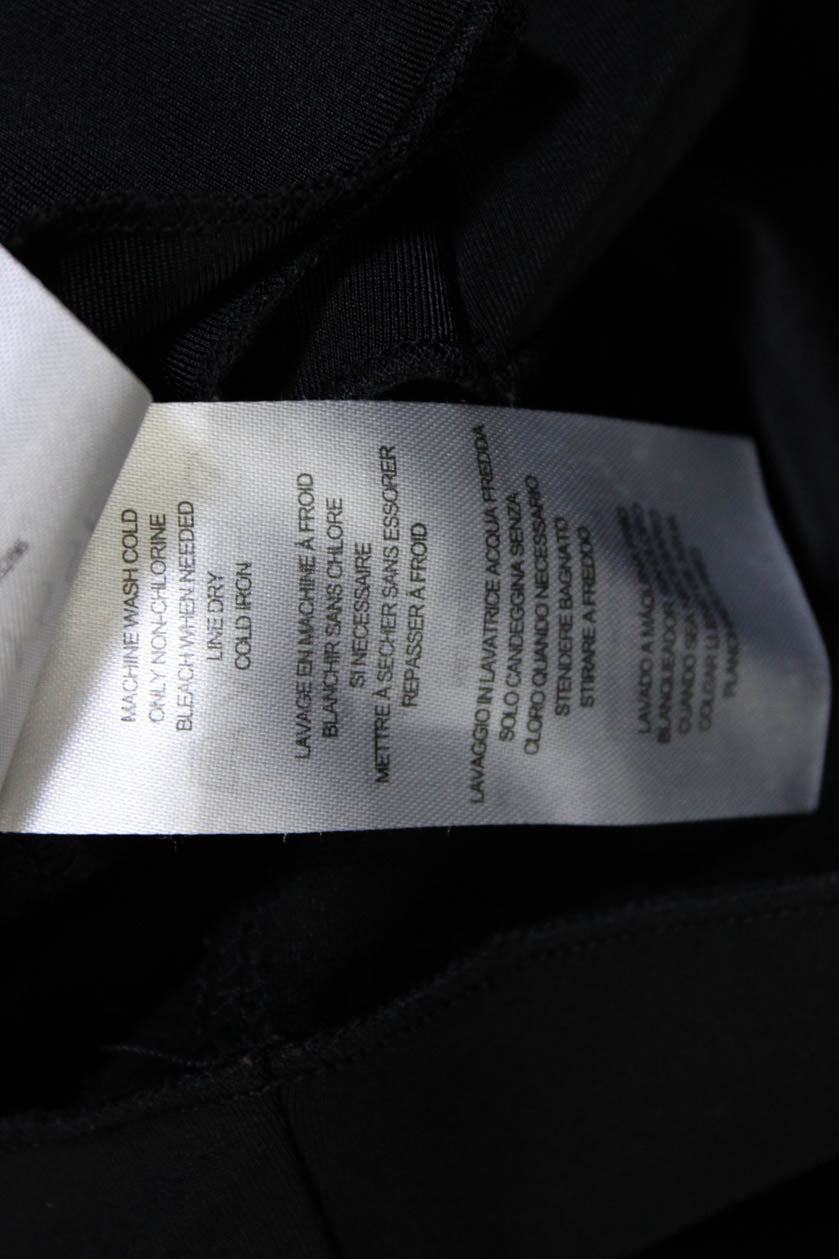 MACHINE WASH COLD
ONLY NON-CHLORINE
BLEACH WHEN NEEDED
LINE DRY
COLD IRON
LAVAGE EN MACHINE À FROID
BLANCHIR SANS CHLORE
SI NECESSAIRE
METTRE À SECHER SANS ESSORER
REPASSER À FROID
LAVAGGIO IN LAVATRICE ACQUA FREDDA
SOLO CANDEGGINA SENZA
CLORO QUANDO NECESSARIO
STENDERE BAGNATO
STIRARE A FREDDO
LAVADO A MÁQUINA
BLANQUEADOR
CUANDO SEA
COLGAR